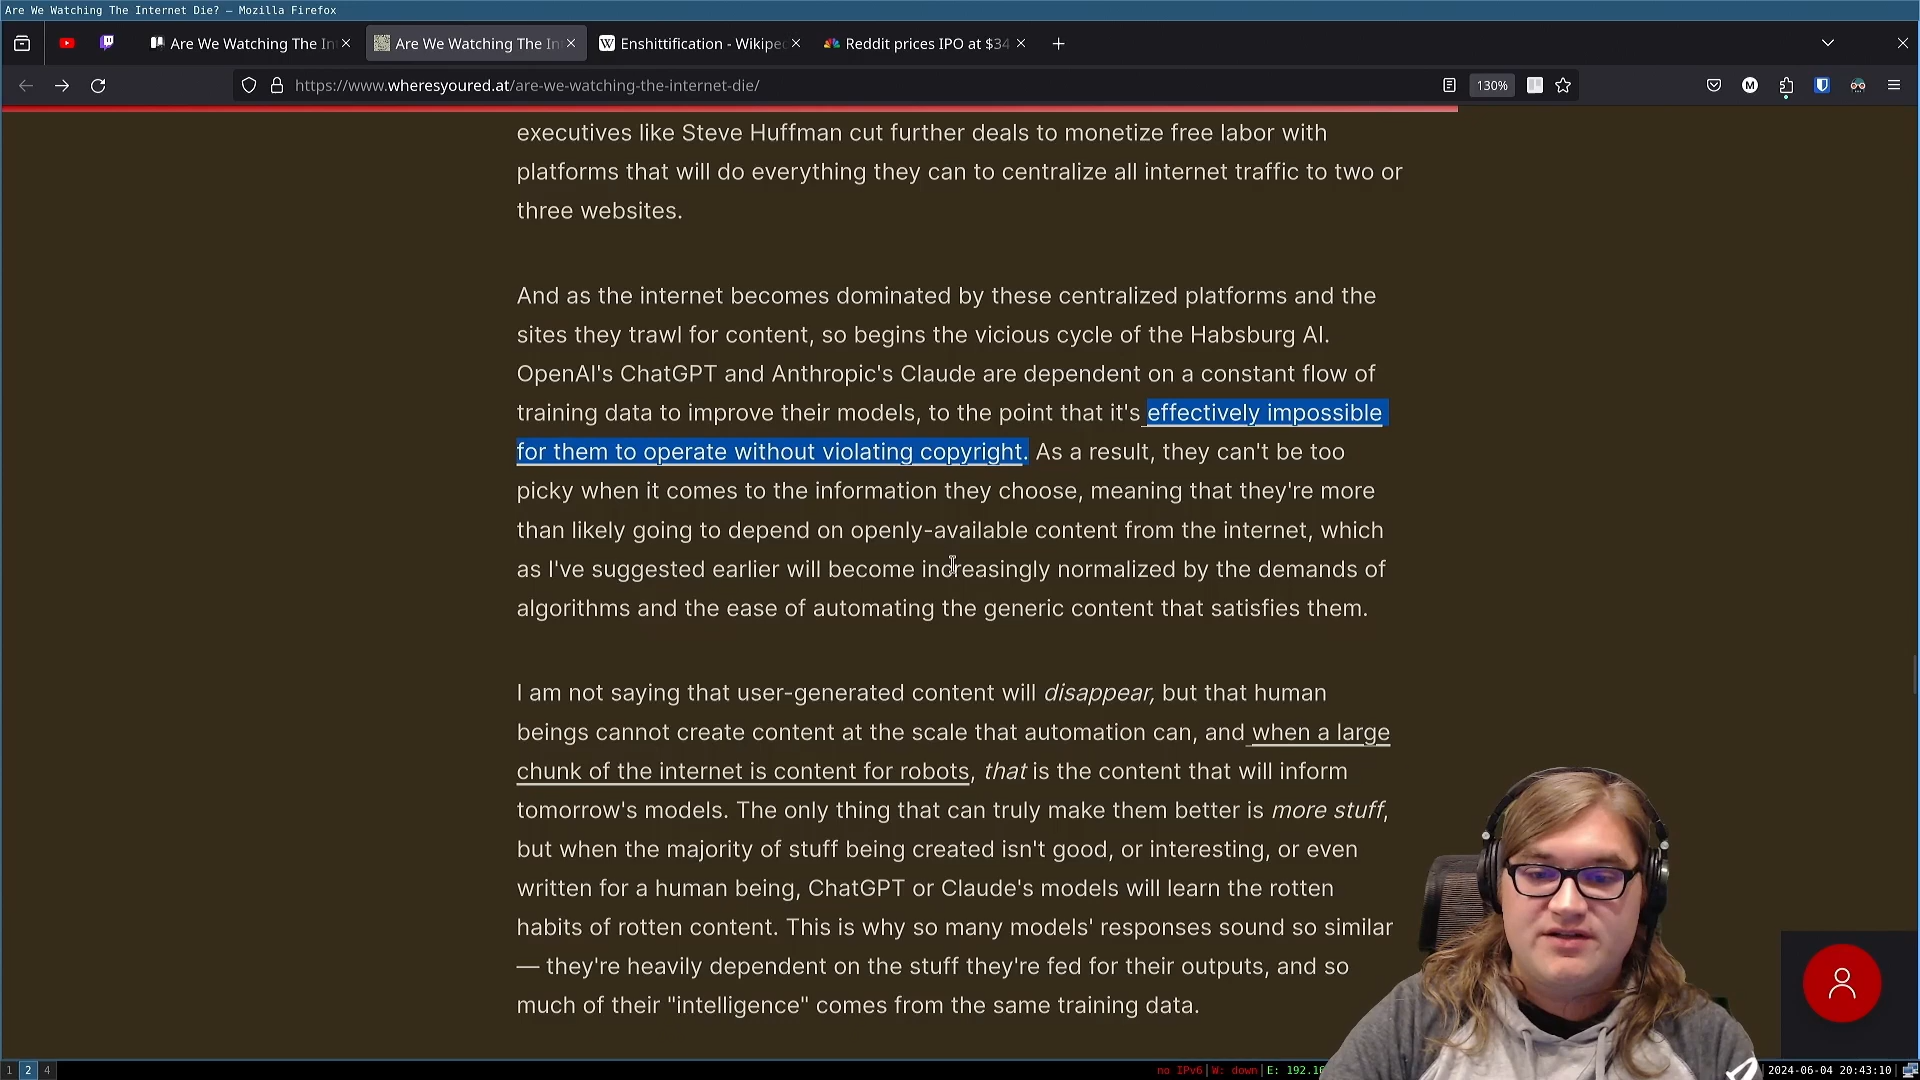 Are We Watching The Internet Die? — Mozilla Firefox
Are We Watching The In
Are We Watching The In
Enshittification - Wikipe
Reddit prices IPO at $34
https://www.wheresyoured.at/are-we-watching-the-internet-die/
130%
M
executives like Steve Huffman cut further deals to monetize free labor with
platforms that will do everything they can to centralize all internet traffic to two or
three websites.
And as the internet becomes dominated by these centralized platforms and the
sites they trawl for content, so begins the vicious cycle of the Habsburg AI.
OpenAI's ChatGPT and Anthropic's Claude are dependent on a constant flow of
training data to improve their models, to the point that it's effectively impossible
for them to operate without violating copyright. As a result, they can't be too
picky when it comes to the information they choose, meaning that they're more
than likely going to depend on openly-available content from the internet, which
as I've suggested earlier will become increasingly normalized by the demands of
algorithms and the ease of automating the generic content that satisfies them.
I am not saying that user-generated content will disappear, but that human
beings cannot create content at the scale that automation can, and when a large
chunk of the internet is content for robots, that is the content that will inform
tomorrow's models. The only thing that can truly make them better is more stuff,
but when the majority of stuff being created isn't good, or interesting, or even
written for a human being, ChatGPT or Claude's models will learn the rotten
habits of rotten content. This is why so many models' responses sound so similar
— they're heavily dependent on the stuff they're fed for their outputs, and so
much of their "intelligence" comes from the same training data.
1 2 4
no IPv6|W: down|E: 192.16
2024-06-04 20:43:10